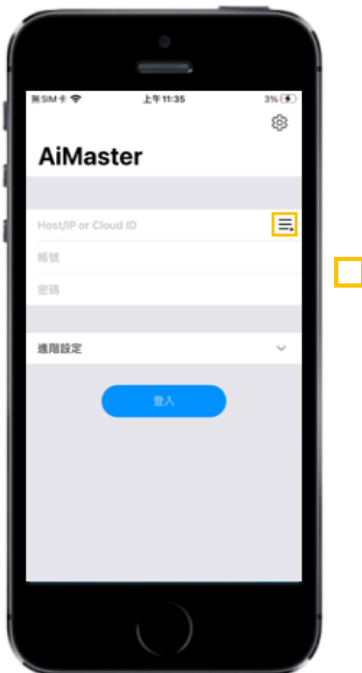 無SIM卡 上午11:35 3%
AiMaster
Host/IP or Cloud ID
帳號
密碼
進階設定
登入